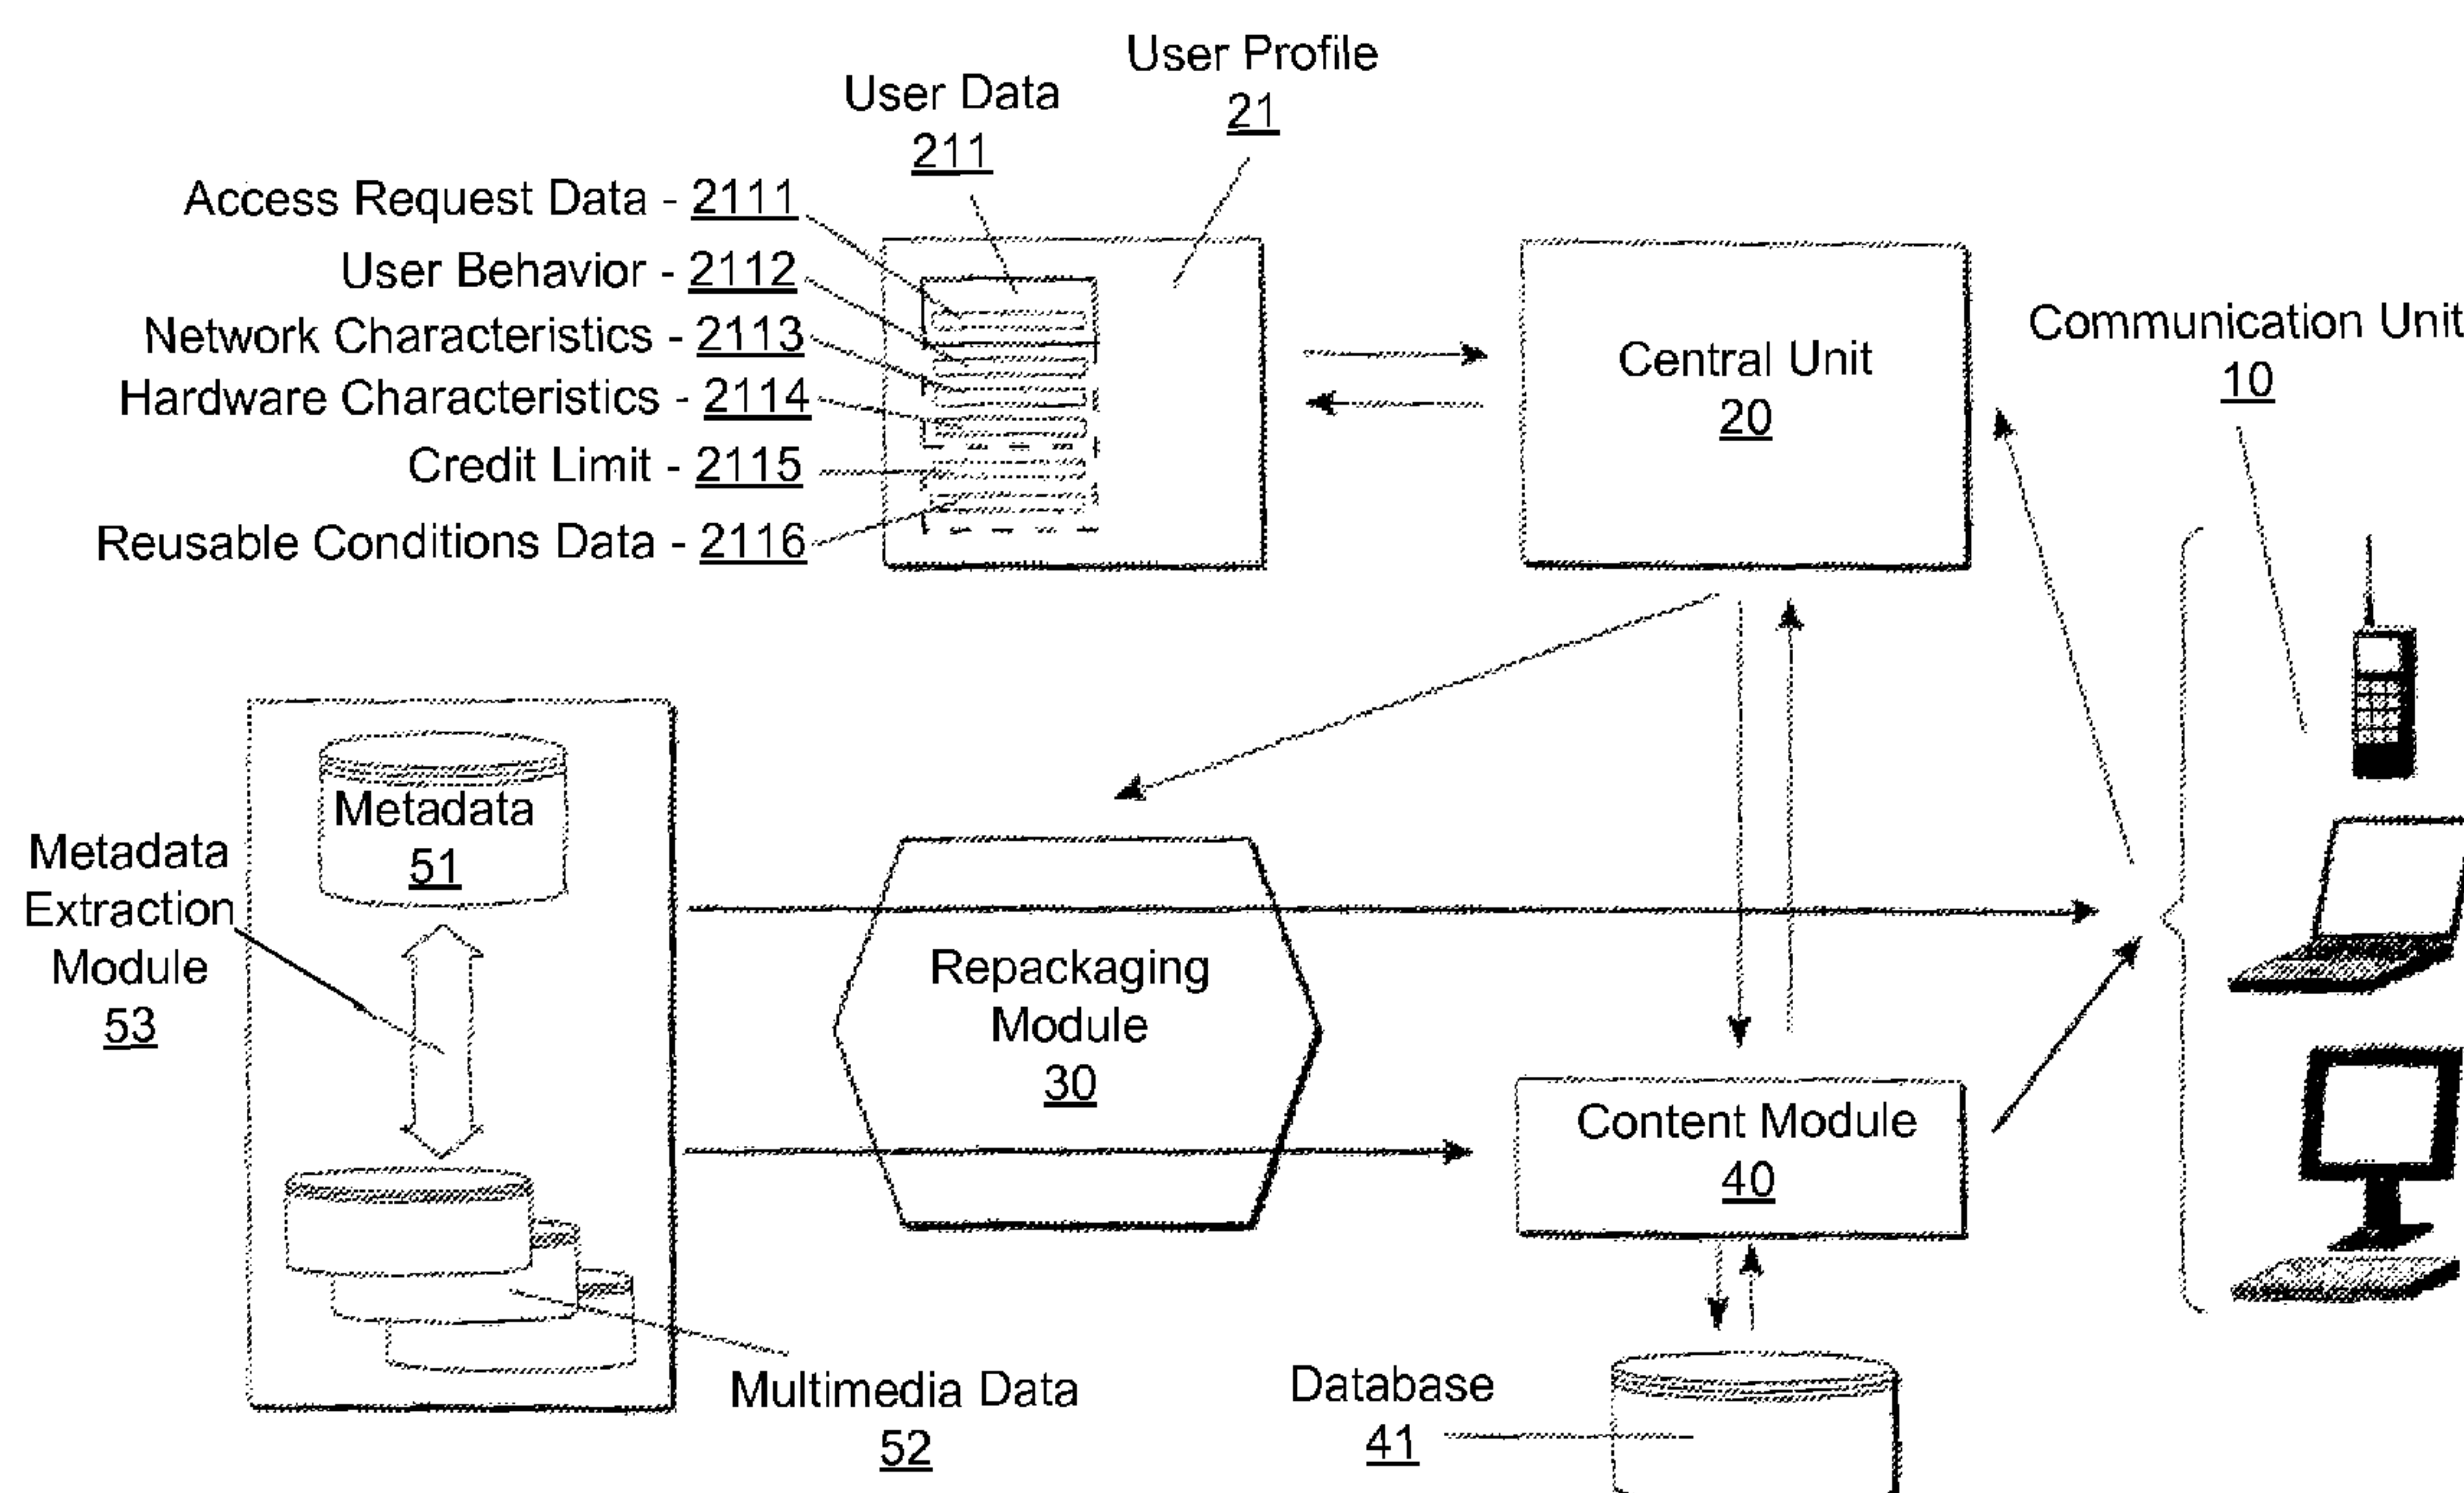 User Profile
21
User Data
211
Access Request Data - 2111
User Behavior - 2112
Network Characteristics - 2113
Hardware Characteristics - 2114
Credit Limit - 2115
Reusable Conditions Data - 2116
Central Unit
20
Communication Unit
10
Metadata
51
Metadata
Extraction
Module
53
Repackaging
Module
30
Content Module
40
Multimedia Data
52
Database
41